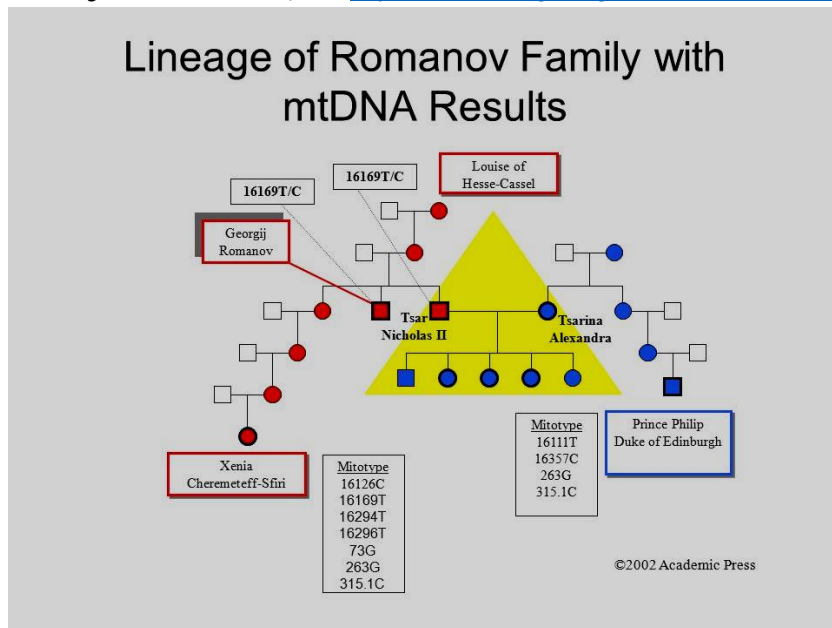 Lineage of Romanov Family with
mtDNA Results
Louise of
Hesse-Cassel
16169T/C
16169T/C
Georgij
Romanov
Tsar
Nicholas II
Tsarina
Alexandra
Mitotype
16111T
16357C
263G
315.1C
Prince Philip
Duke of Edinburgh
Xenia
Cheremeteff-Sfiri
Mitotype
16126C
16169T
16294T
16296T
73G
263G
315.1C
©2002 Academic Press